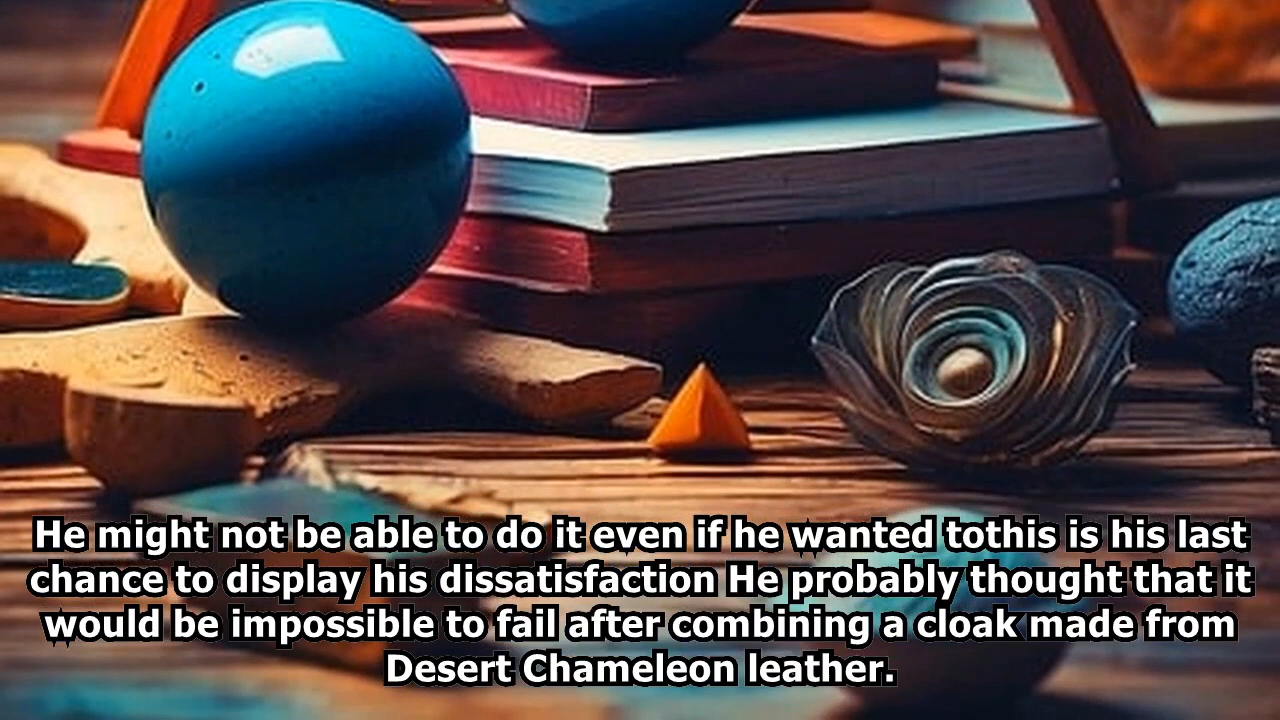 He might not be able to do it even if he wanted tothis is his last
chance to display his dissatisfaction He probably thought that it
would be impossible to fail after combining a cloak made from
Desert Chameleon leather.